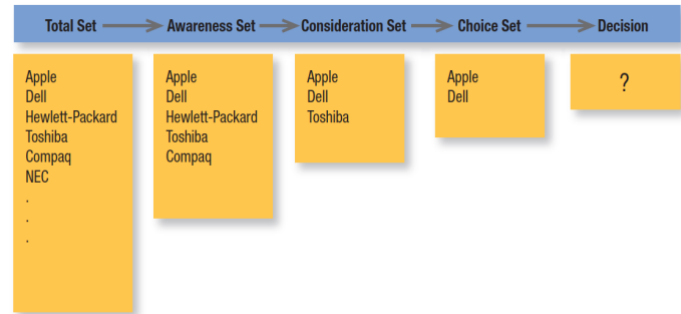 Total Set Awareness Set Consideration Set Choice Set Decision
Apple
Dell
Hewlett-Packard
Toshiba
Compaq
NEC
.
.
.
Apple
Dell
Hewlett-Packard
Toshiba
Compaq
Apple
Dell
Toshiba
Apple
Dell
?